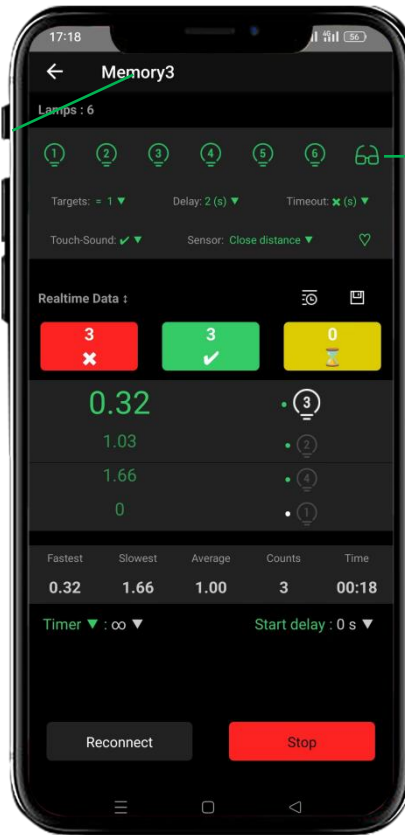 17:18
4G
56
Memory3
Lamps : 6
1 2 3 4 5 6
Targets: = 1 ▼ Delay: 2 (s) ▼ Timeout: ✖ (s) ▼
Touch-Sound: ✔ ▼ Sensor: Close distance ▼ ♡
Realtime Data ↕
3 3 0
✖ ✔ ⌛
0.32 3
1.03 2
1.66 4
0 1
Fastest Slowest Average Counts Time
0.32 1.66 1.00 3 00:18
Timer ▼ : ∞ ▼ Start delay : 0 s ▼
Reconnect Stop